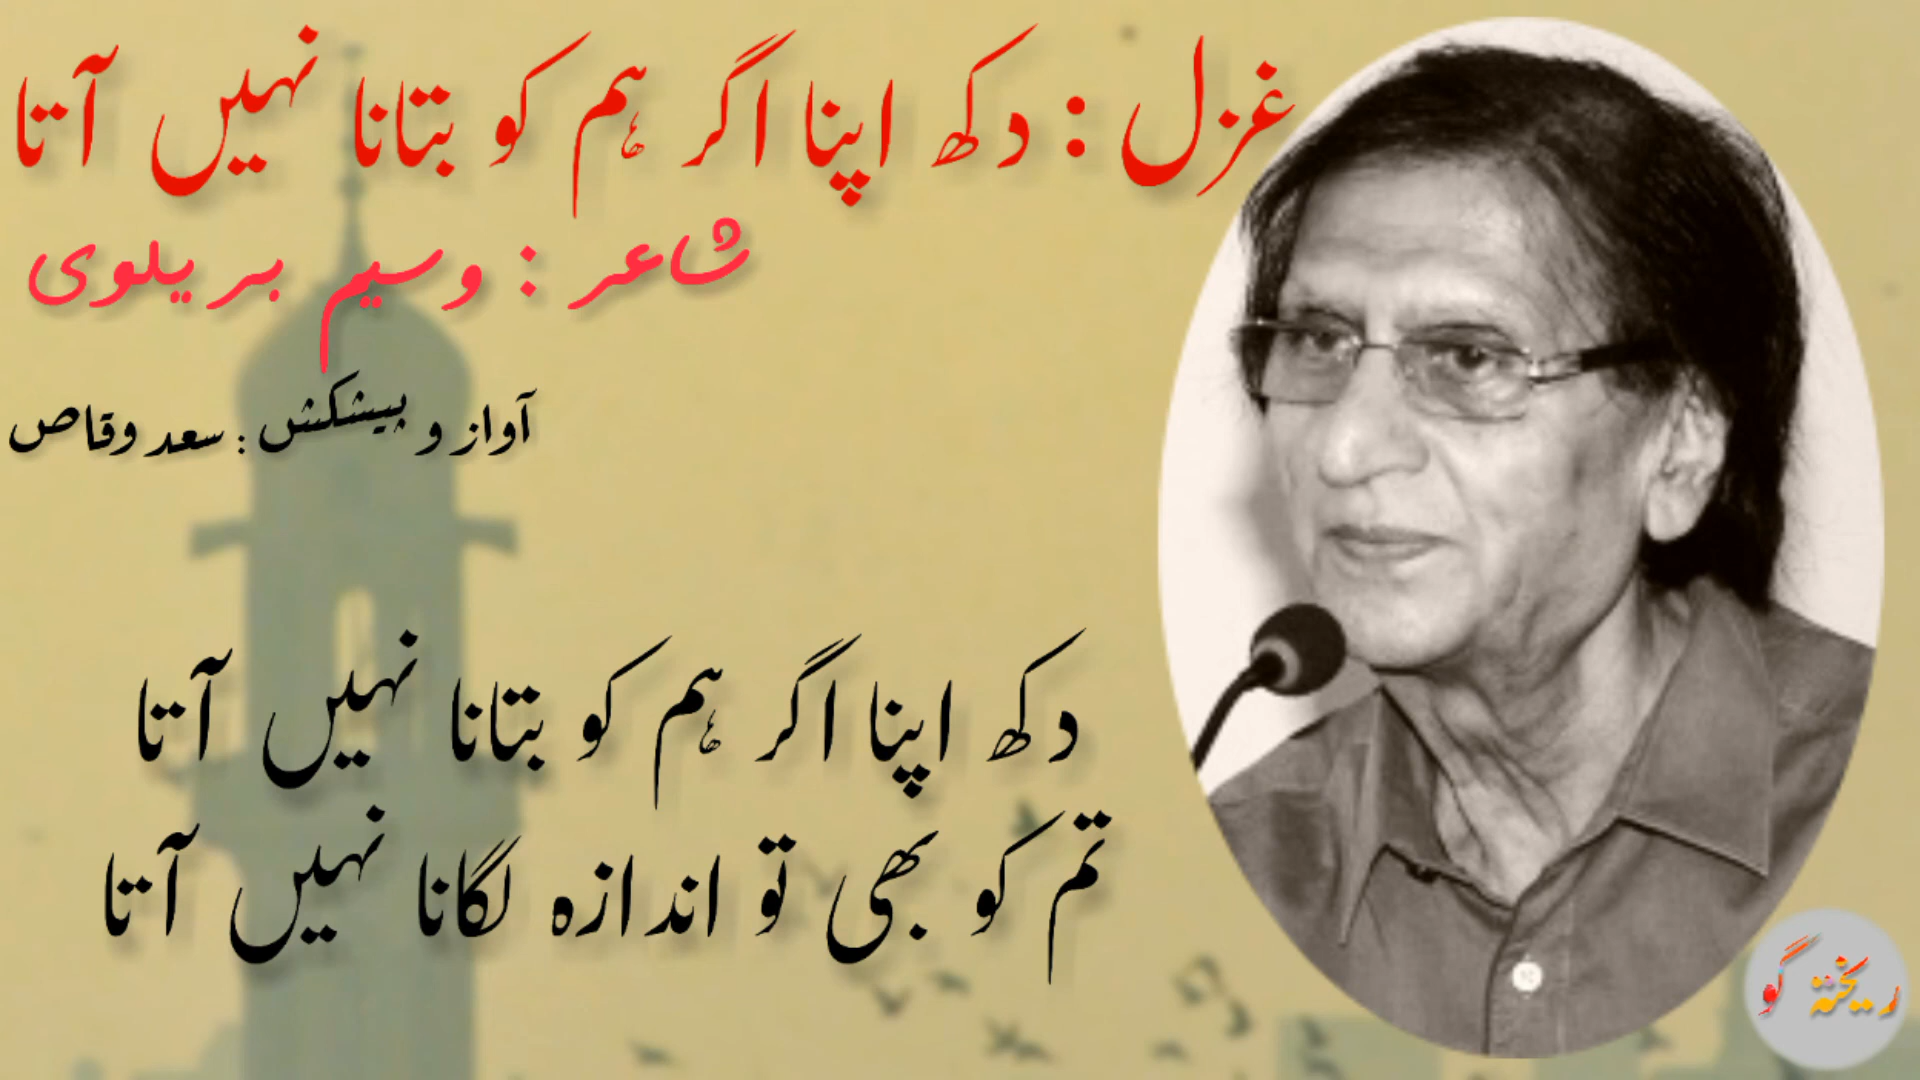 غزل : دکھ اپنا اگر ہم کو بتانا نہیں آتا
شاعر : وسیم بریلوی
آواز و پیشکش : سعد وقاص
دکھ اپنا اگر ہم کو بتانا نہیں آتا
تم کو بھی تو اندازہ لگانا نہیں آتا
ریختہ گو